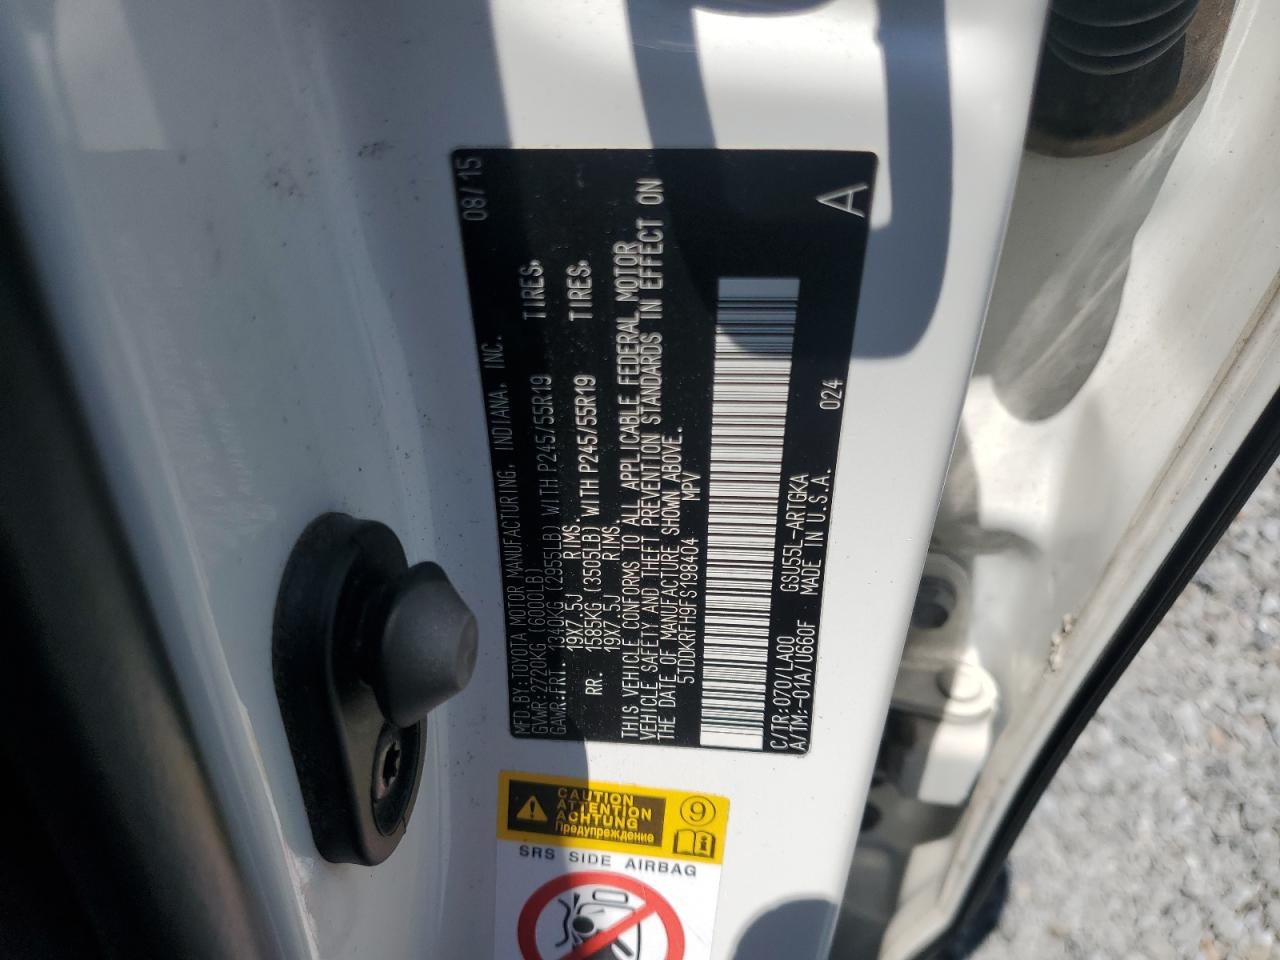 MFD.BY:TOYOTA MOTOR MANUFACTURING, INDIANA, INC. 08/15
GVWR:2720KG (6000LB)
GAWR:FRT. 1340KG (2955LB) WITH P245/55R19 TIRES,
19X7.5J RIMS.
RR. 1585KG (3505LB) WITH P245/55R19 TIRES,
19X7.5J RIMS.
THIS VEHICLE CONFORMS TO ALL APPLICABLE FEDERAL MOTOR
VEHICLE SAFETY AND THEFT PREVENTION STANDARDS IN EFFECT ON
THE DATE OF MANUFACTURE SHOWN ABOVE.
5TDDKRFH9FS198404 MPV
C/TR:070/LA00 GSU55L-ARTGKA 024
A/TM:-01A/U660F MADE IN U.S.A. A
CAUTION
ATTENTION
ACHTUNG
Предупреждение
9
SRS SIDE AIRBAG